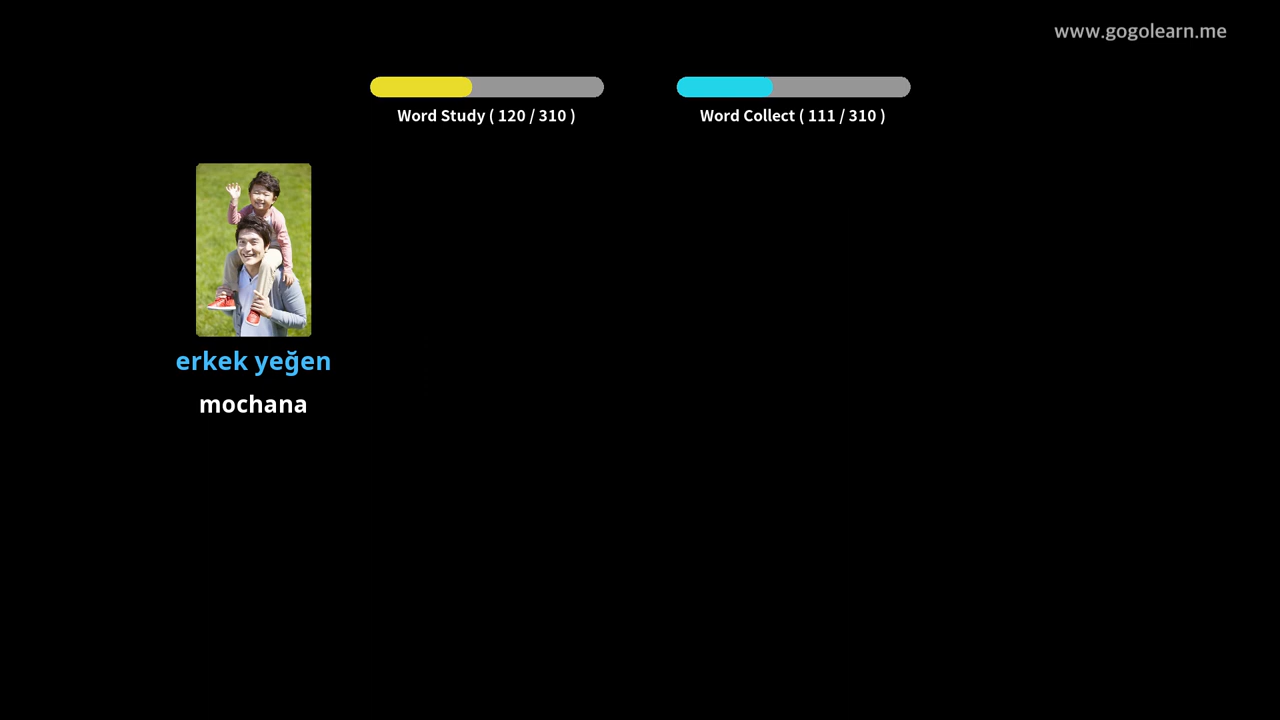 www.gogolearn.me
Word Study ( 120 / 310 )
Word Collect ( 111 / 310 )
erkek yeğen
mochana